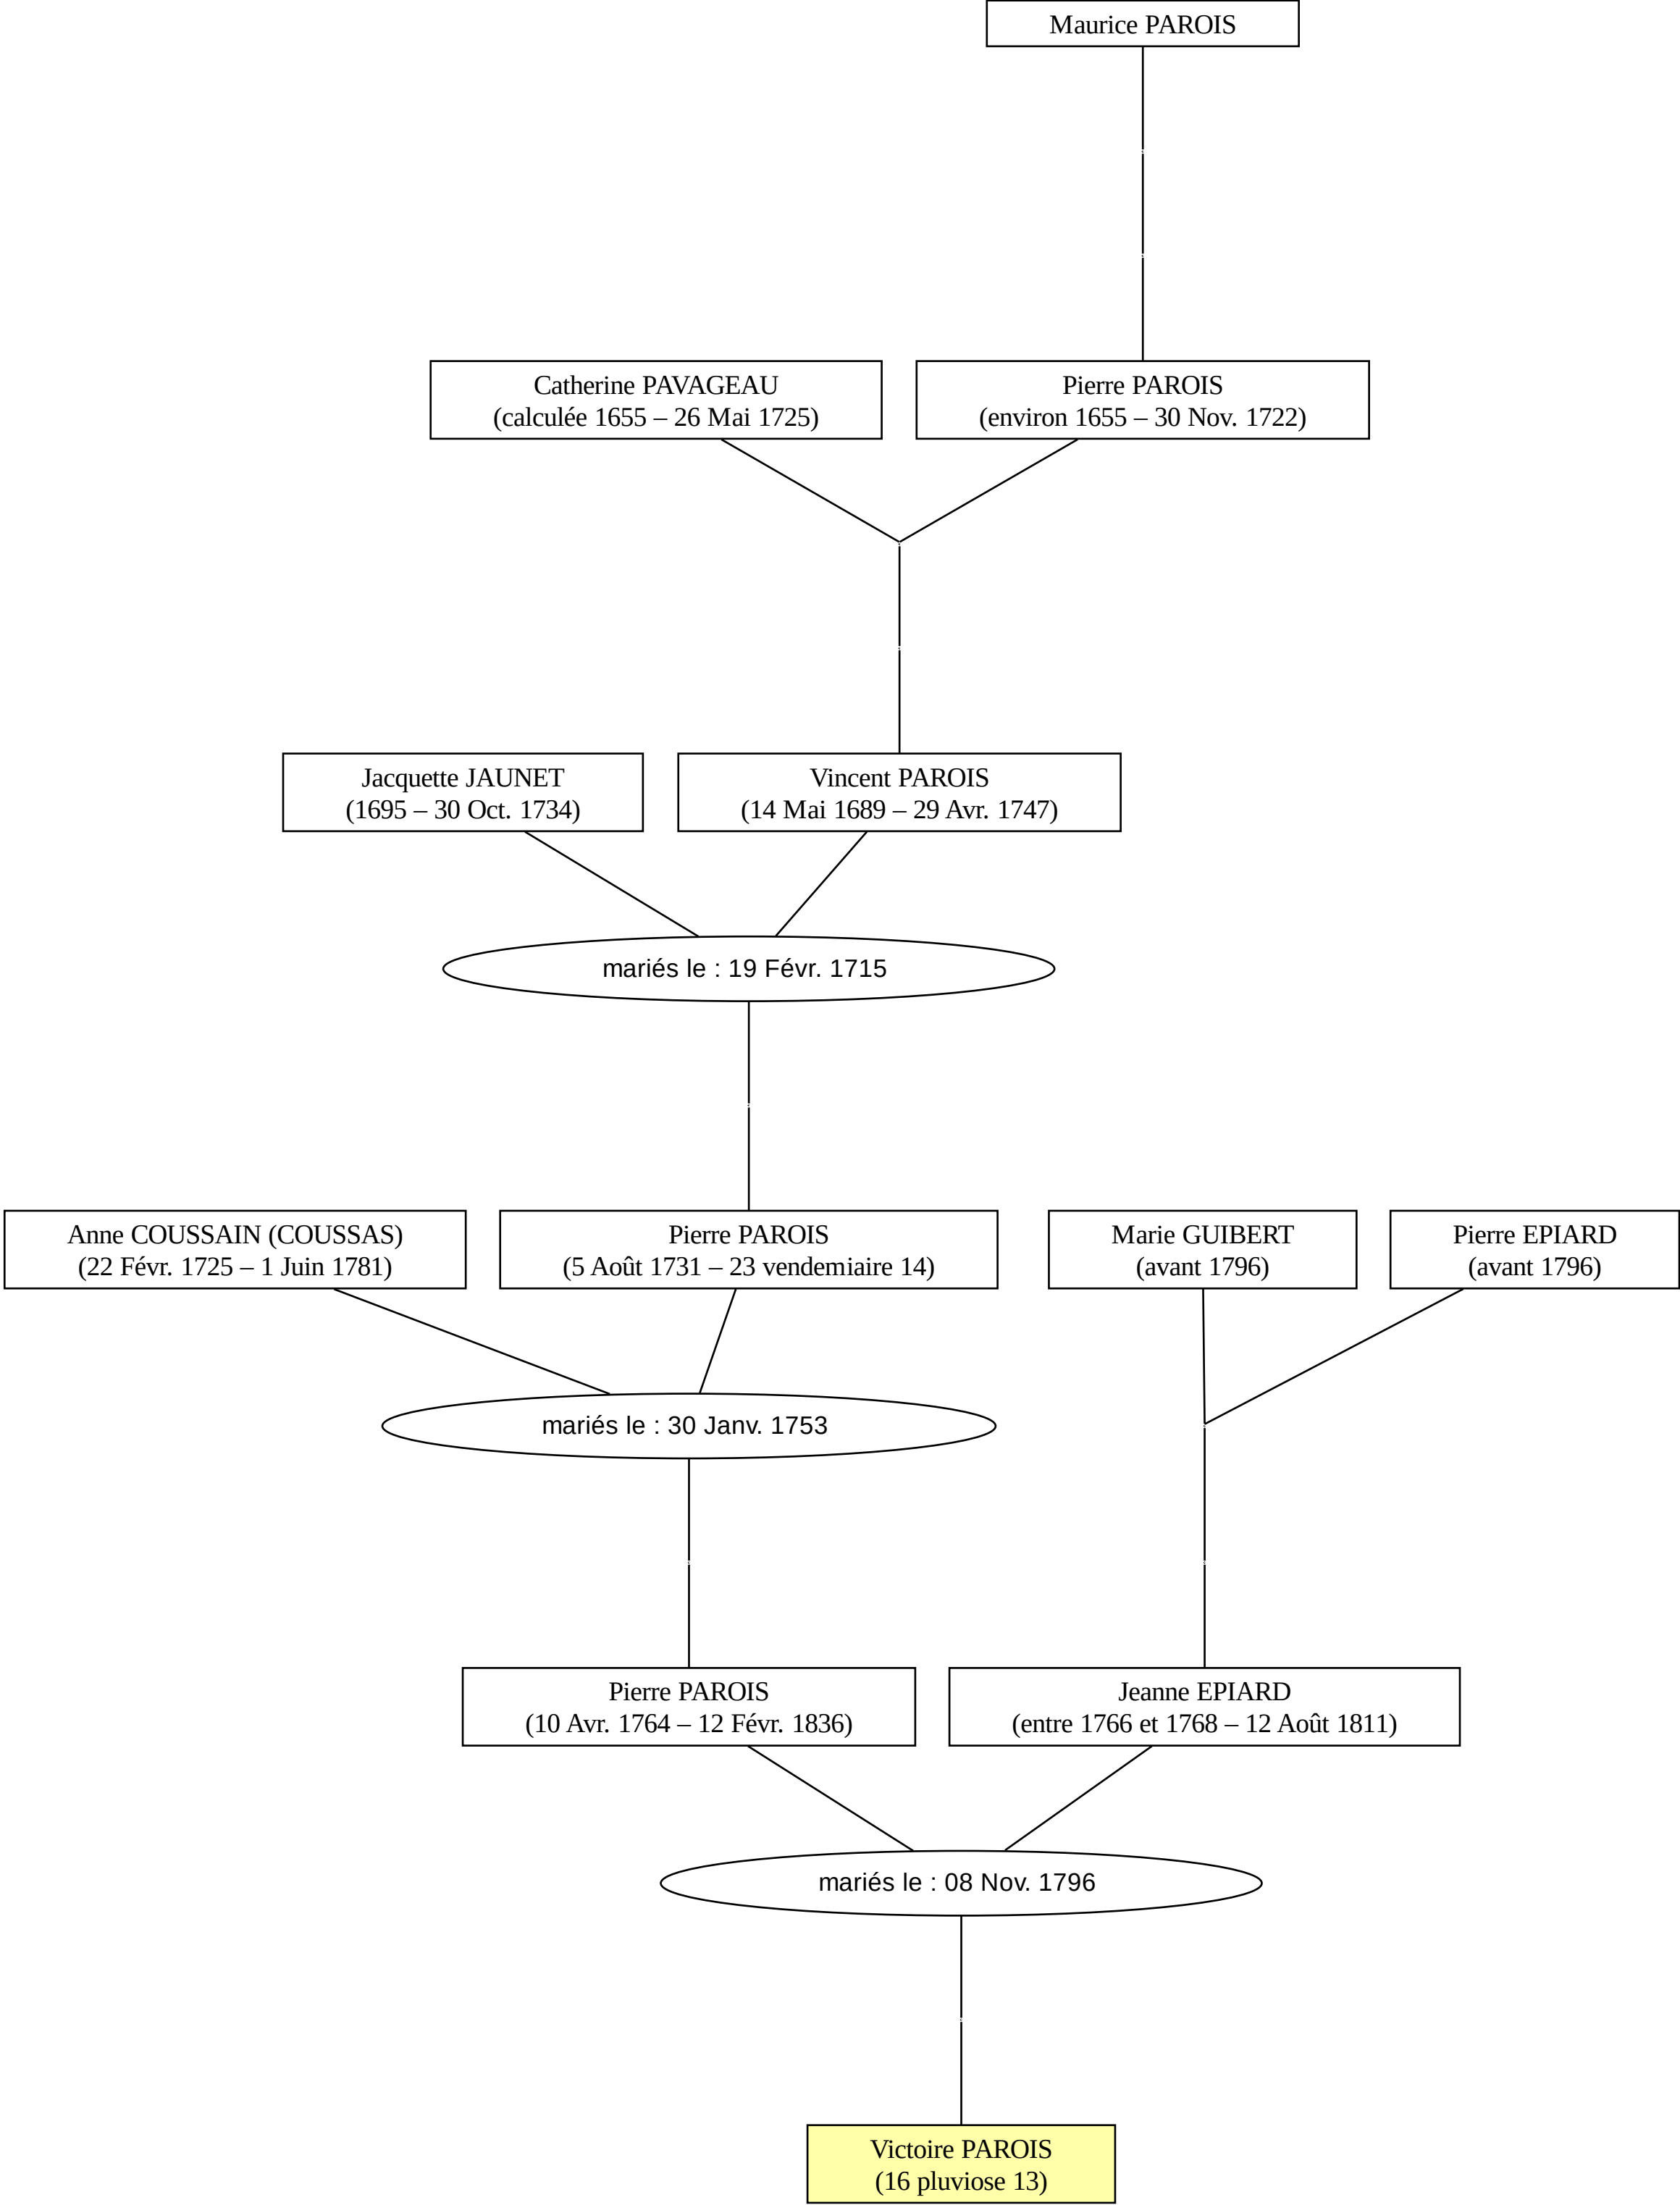 Maurice PAROIS
Catherine PAVAGEAU
(calculée 1655 – 26 Mai 1725)
Pierre PAROIS
(environ 1655 – 30 Nov. 1722)
Jacquette JAUNET
(1695 – 30 Oct. 1734)
Vincent PAROIS
(14 Mai 1689 – 29 Avr. 1747)
mariés le : 19 Févr. 1715
Anne COUSSAIN (COUSSAS)
(22 Févr. 1725 – 1 Juin 1781)
Pierre PAROIS
(5 Août 1731 – 23 vendemiaire 14)
Marie GUIBERT
(avant 1796)
Pierre EPIARD
(avant 1796)
mariés le : 30 Janv. 1753
Pierre PAROIS
(10 Avr. 1764 – 12 Févr. 1836)
Jeanne EPIARD
(entre 1766 et 1768 – 12 Août 1811)
mariés le : 08 Nov. 1796
Victoire PAROIS
(16 pluviose 13)